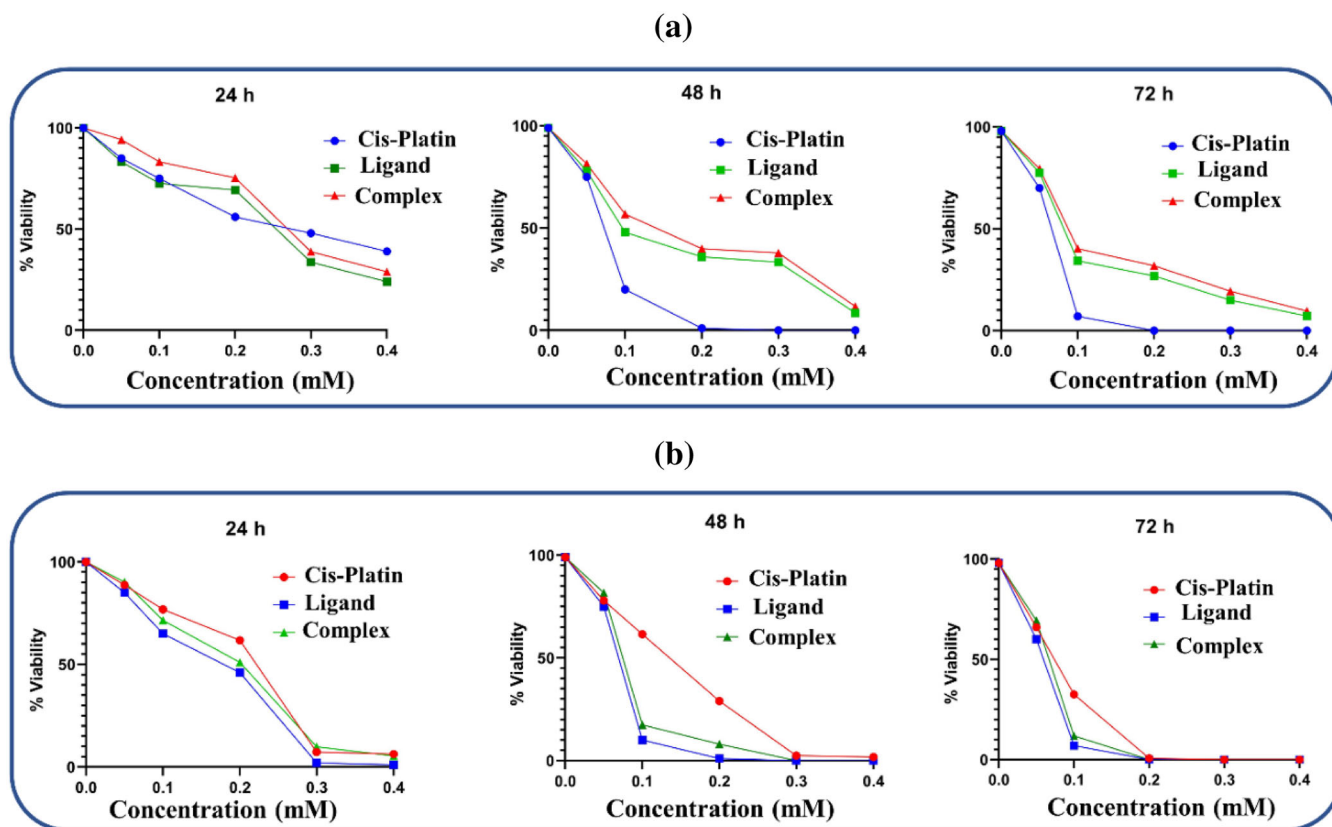 (a)
24 h
48 h
72 h
% Viability
100
50
0
0.0 0.1 0.2 0.3 0.4
Concentration (mM)
Cis-Platin
Ligand
Complex
% Viability
100
50
0
0.0 0.1 0.2 0.3 0.4
Concentration (mM)
Cis-Platin
Ligand
Complex
% Viability
100
50
0
0.0 0.1 0.2 0.3 0.4
Concentration (mM)
Cis-Platin
Ligand
Complex
(b)
24 h
48 h
72 h
% Viability
100
50
0
0.0 0.1 0.2 0.3 0.4
Concentration (mM)
Cis-Platin
Ligand
Complex
% Viability
100
50
0
0.0 0.1 0.2 0.3 0.4
Concentration (mM)
Cis-Platin
Ligand
Complex
% Viability
100
50
0
0.0 0.1 0.2 0.3 0.4
Concentration (mM)
Cis-Platin
Ligand
Complex